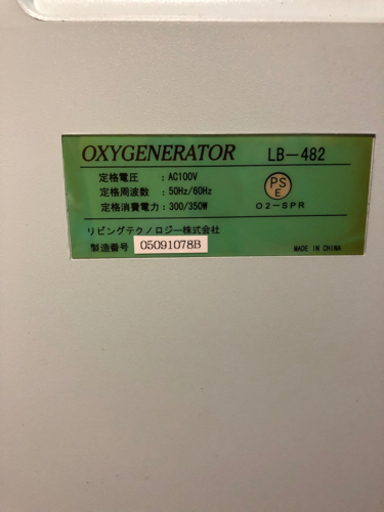 OXYGENERATOR LB-482
定格電圧 : AC100V
定格周波数 : 50Hz/60Hz
定格消費電力 : 300/350W
PS
E
O2-SPR
リビングテクノロジー株式会社
製造番号 05091078B
MADE IN CHINA